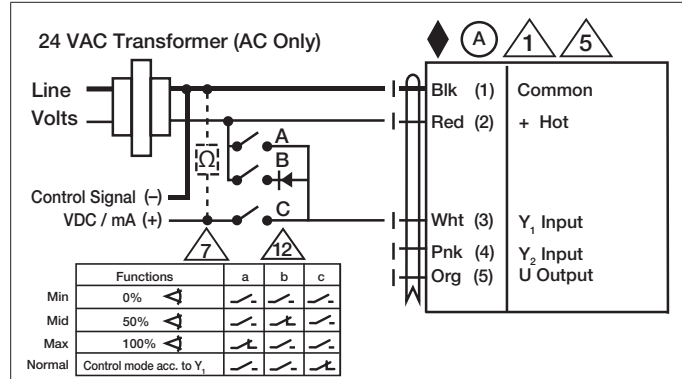 24 VAC Transformer (AC Only)
A 1 5
Line
Volts
Blk (1) Common
Red (2) + Hot
A
Ω
B
Control Signal (–)
VDC / mA (+)
C
Wht (3) Y₁ Input
Pnk (4) Y₂ Input
Org (5) U Output
7 12
Functions a b c
Min 0%
Mid 50%
Max 100%
Normal Control mode acc. to Y₁